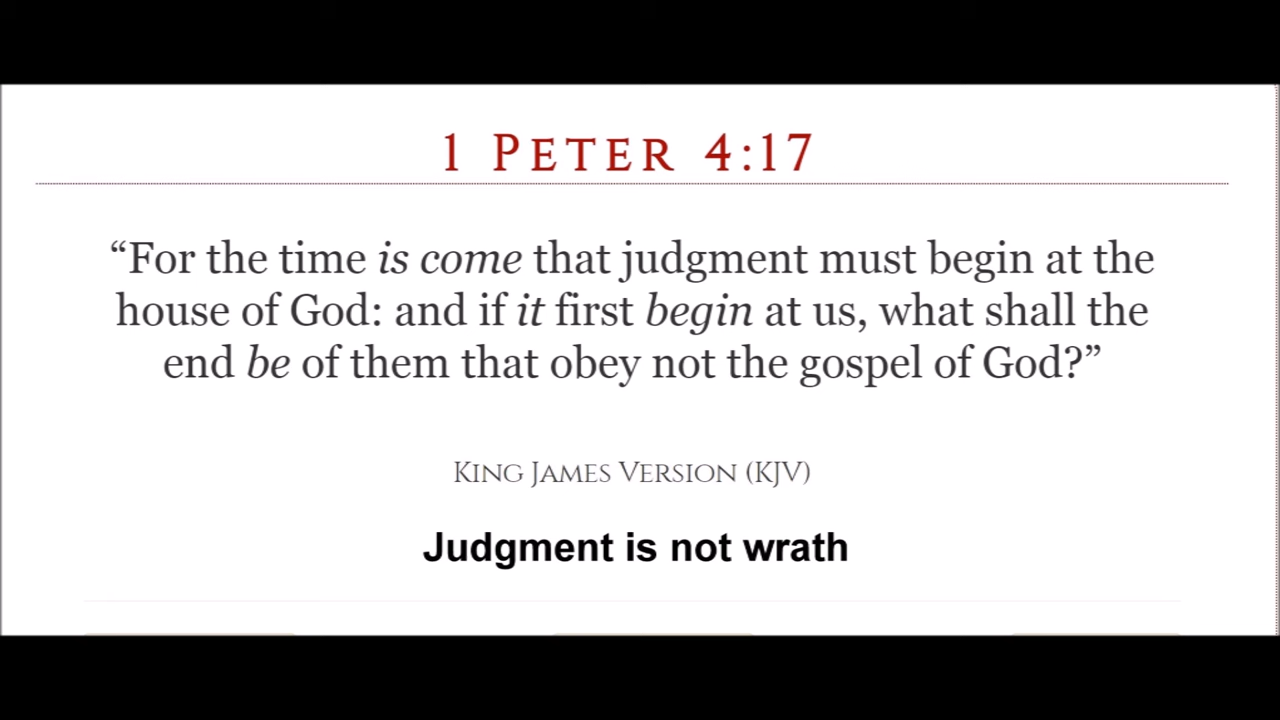 1 Peter 4:17
“For the time is come that judgment must begin at the
house of God: and if it first begin at us, what shall the
end be of them that obey not the gospel of God?”
King James Version (KJV)
Judgment is not wrath